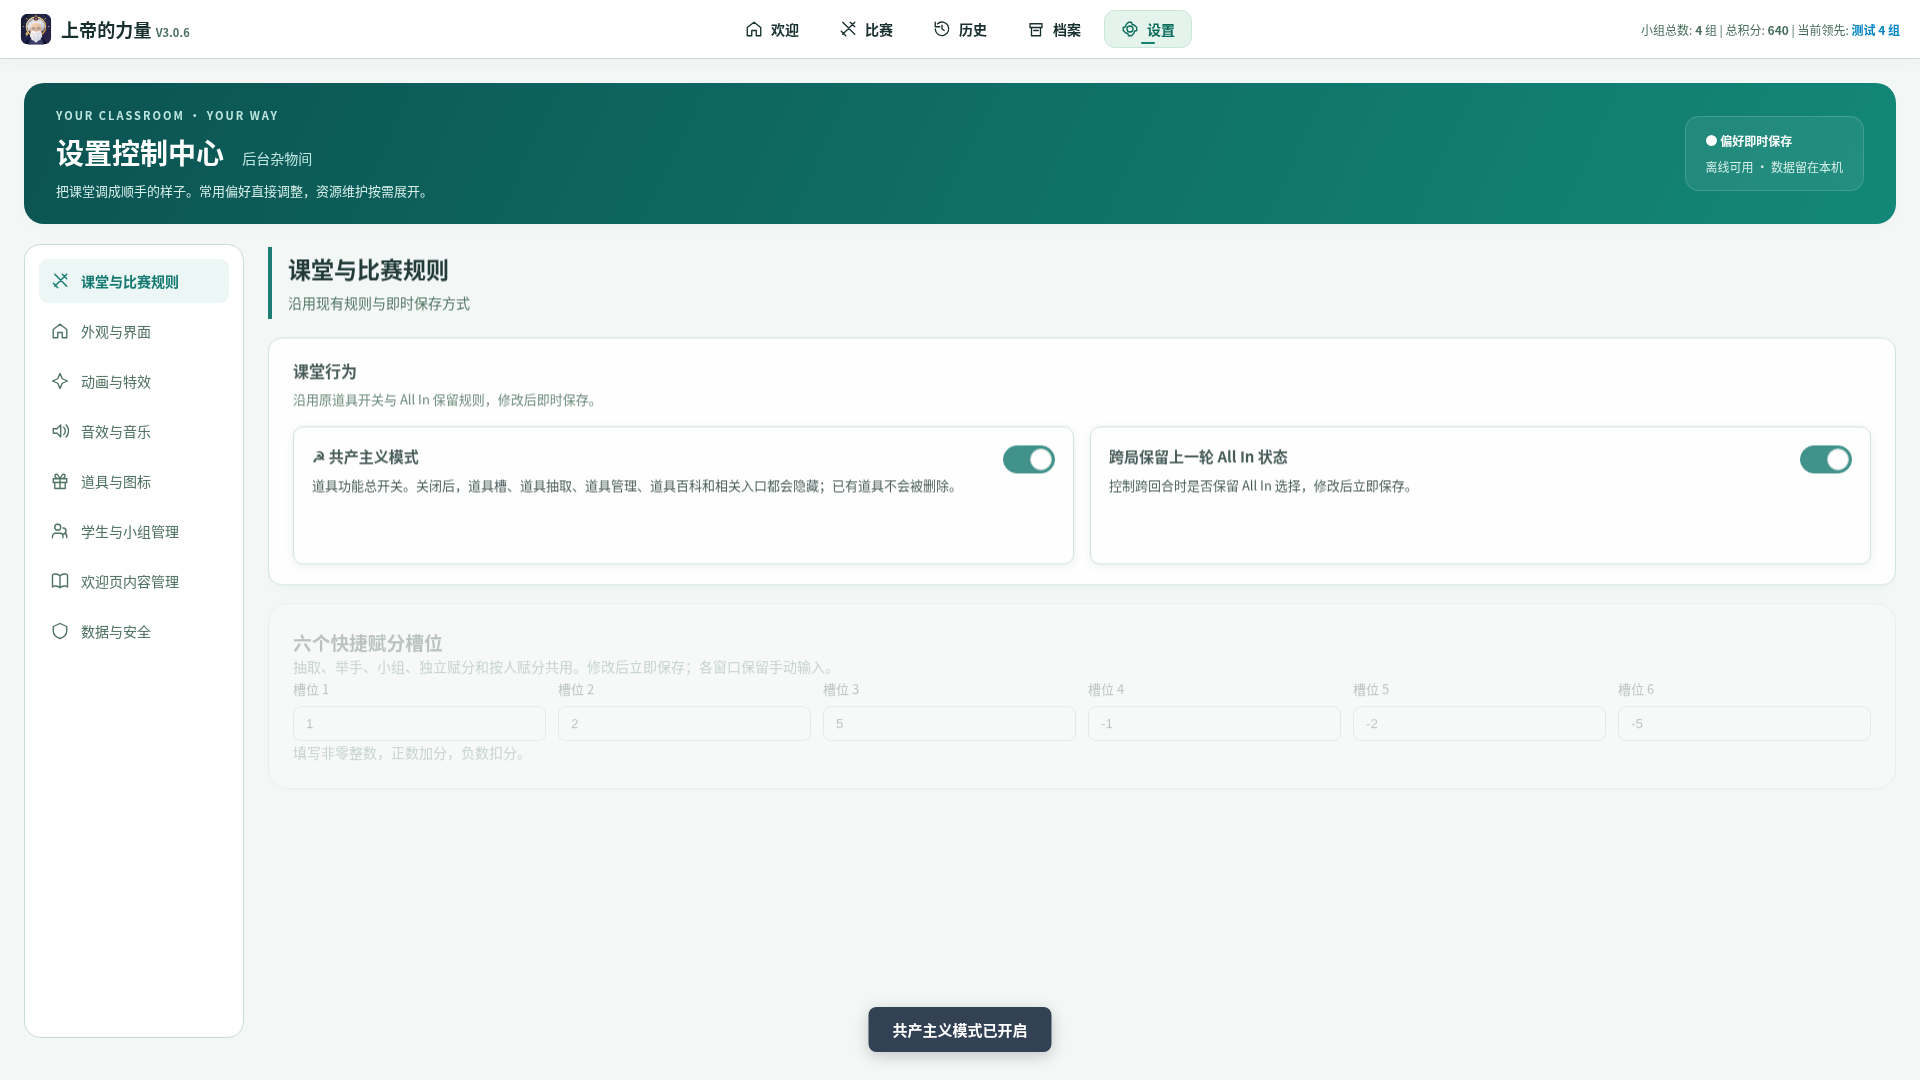 上帝的力量 V3.0.6
欢迎
比赛
历史
档案
设置
小组总数: 4 组 | 总积分: 640 | 当前领先: 测试 4 组
YOUR CLASSROOM · YOUR WAY
设置控制中心 后台杂物间
把课堂调成顺手的样子。常用偏好直接调整，资源维护按需展开。
偏好即时保存
离线可用 · 数据留在本机
课堂与比赛规则
外观与界面
动画与特效
音效与音乐
道具与图标
学生与小组管理
欢迎页内容管理
数据与安全
课堂与比赛规则
沿用现有规则与即时保存方式
课堂行为
沿用原道具开关与 All In 保留规则，修改后即时保存。
☭ 共产主义模式
道具功能总开关。关闭后，道具槽、道具抽取、道具管理、道具百科和相关入口都会隐藏；已有道具不会被删除。
跨局保留上一轮 All In 状态
控制跨回合时是否保留 All In 选择，修改后立即保存。
六个快捷赋分槽位
抽取、举手、小组、独立赋分和按人赋分共用。修改后立即保存；各窗口保留手动输入。
槽位 1
槽位 2
槽位 3
槽位 4
槽位 5
槽位 6
1
2
5
-1
-2
-5
填写非零整数，正数加分，负数扣分。
共产主义模式已开启